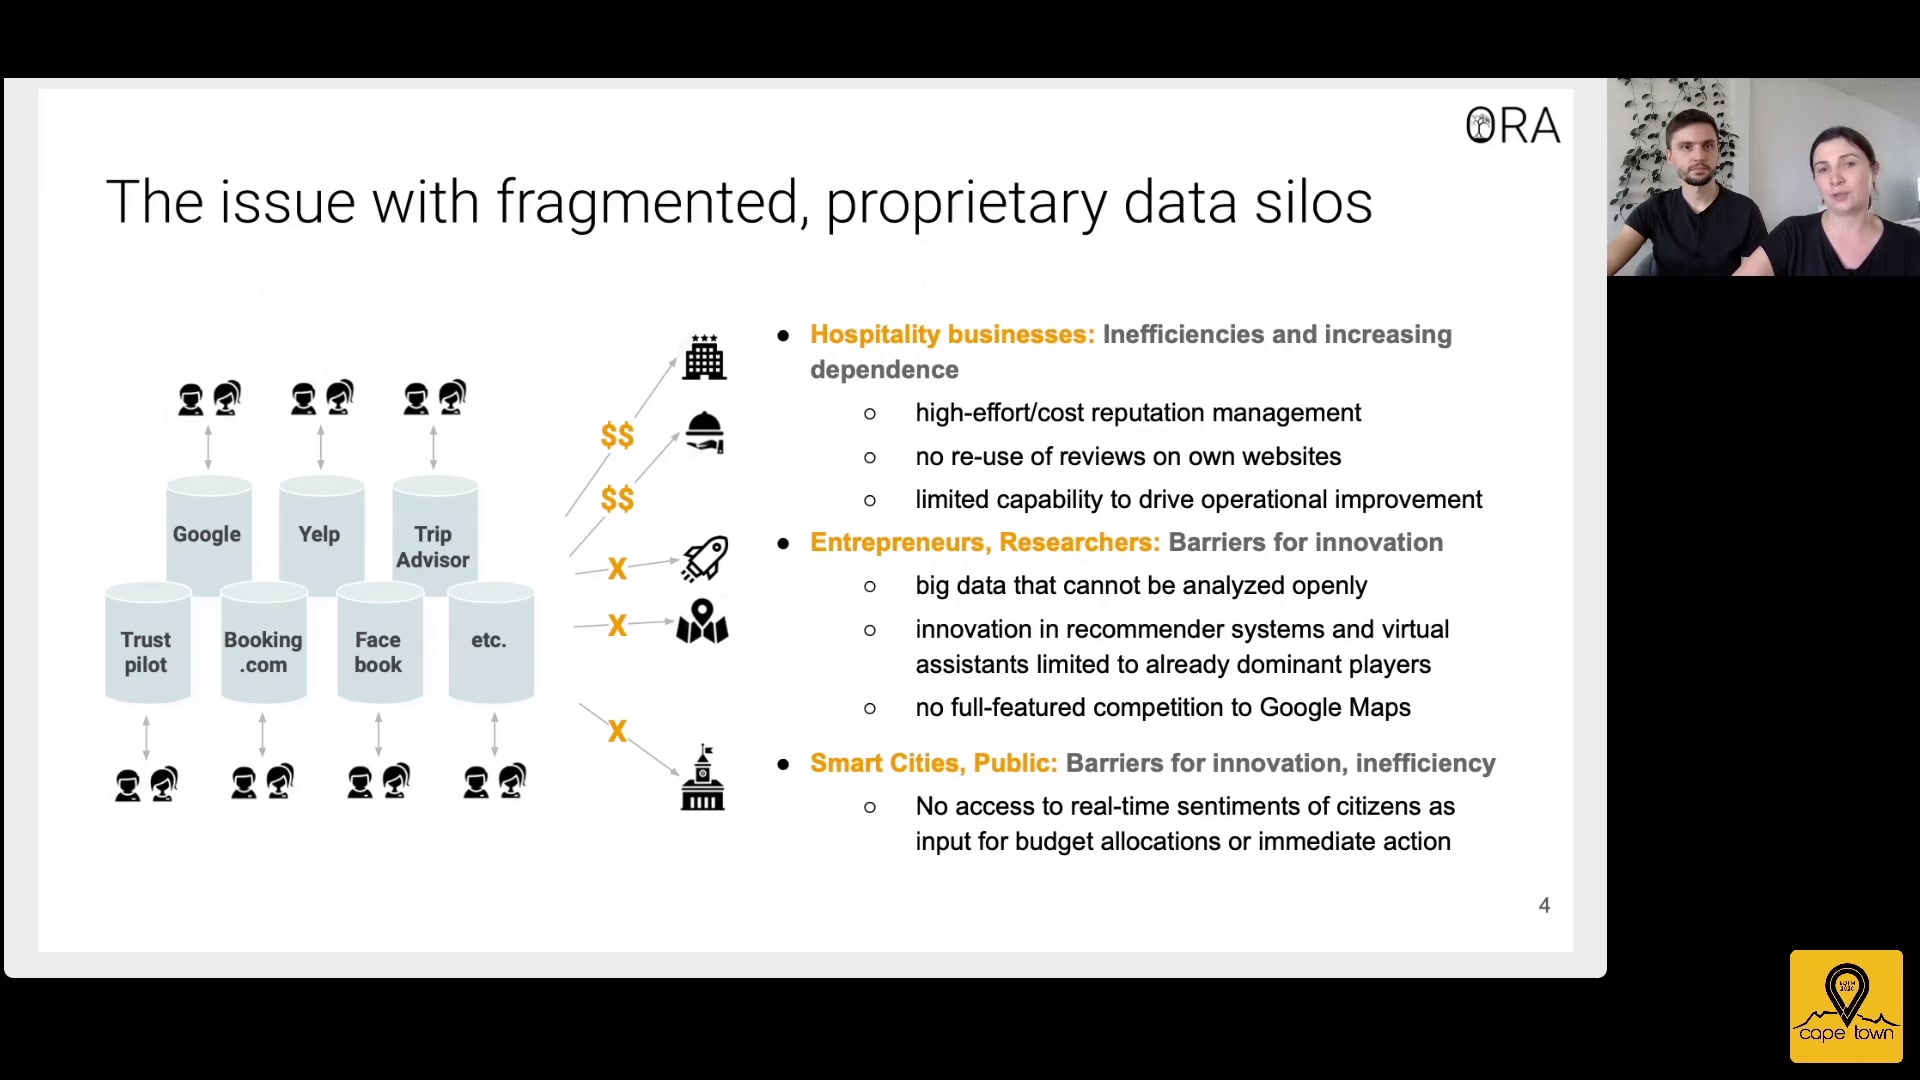 ORA
The issue with fragmented, proprietary data silos
Google
Yelp
Trip
Advisor
Trust
pilot
Booking
.com
Face
book
etc.
$$
$$
X
X
X
● Hospitality businesses: Inefficiencies and increasing
dependence
○ high-effort/cost reputation management
○ no re-use of reviews on own websites
○ limited capability to drive operational improvement
● Entrepreneurs, Researchers: Barriers for innovation
○ big data that cannot be analyzed openly
○ innovation in recommender systems and virtual
assistants limited to already dominant players
○ no full-featured competition to Google Maps
● Smart Cities, Public: Barriers for innovation, inefficiency
○ No access to real-time sentiments of citizens as
input for budget allocations or immediate action
4
cape town